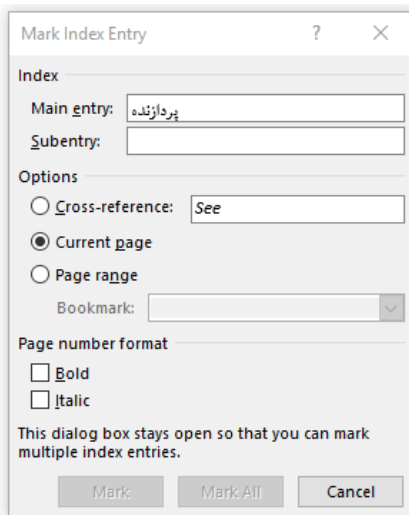 Mark Index Entry ? ×
Index
Main entry: پردازنده
Subentry:
Options
Cross-reference: See
Current page
Page range
Bookmark:
Page number format
Bold
Italic
This dialog box stays open so that you can mark
multiple index entries.
Mark Mark All Cancel